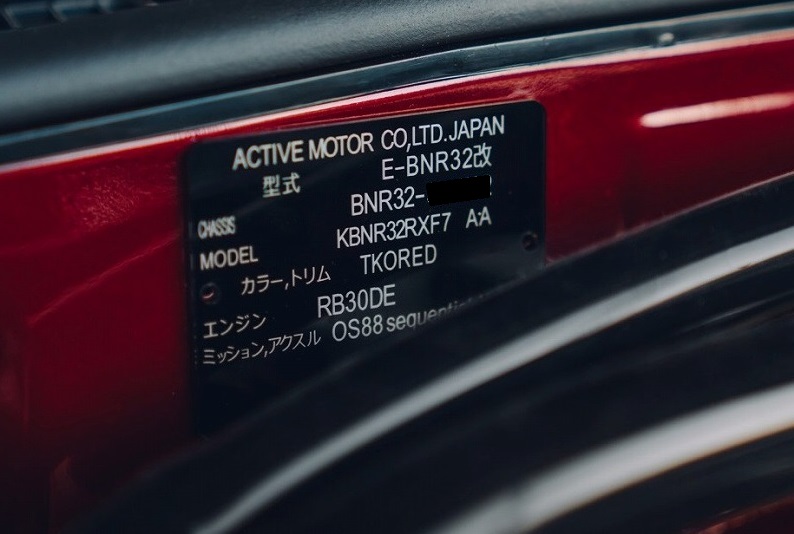 ACTIVE MOTOR CO,LTD.JAPAN
型式 E-BNR32改
CHASSIS BNR32-
MODEL KBNR32RXF7 AA
カラー,トリム TKORED
エンジン RB30DE
ミッション,アクスル OS88 sequential